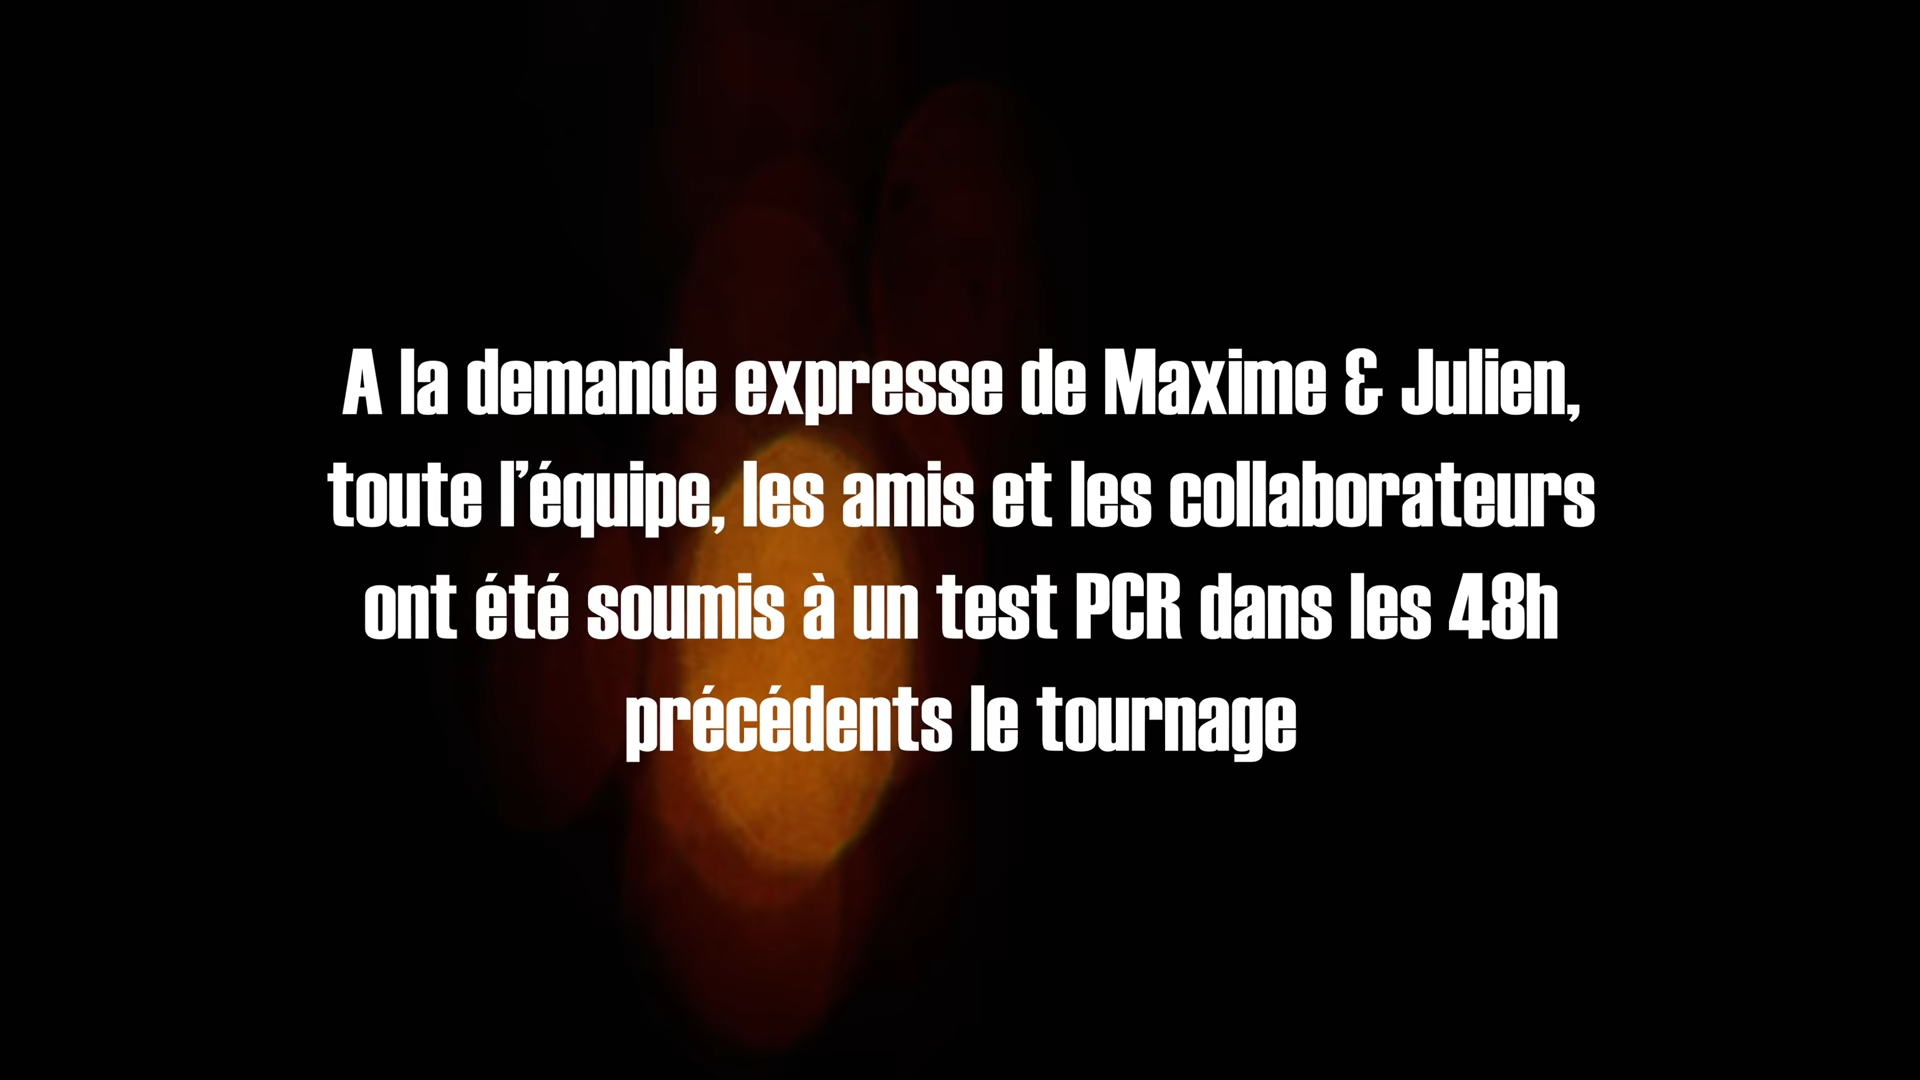 A la demande expresse de Maxime & Julien,
toute l'équipe, les amis et les collaborateurs
ont été soumis à un test PCR dans les 48h
précédents le tournage